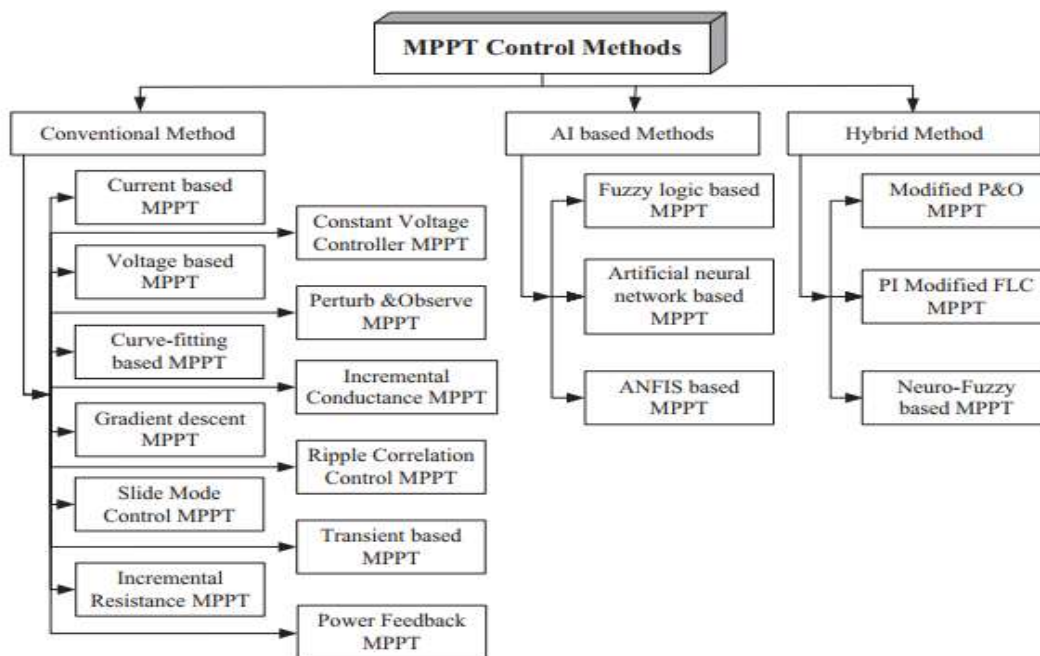 MPPT Control Methods
Conventional Method
AI based Methods
Hybrid Method
Current based
MPPT
Voltage based
MPPT
Curve-fitting
based MPPT
Gradient descent
MPPT
Slide Mode
Control MPPT
Incremental
Resistance MPPT
Constant Voltage
Controller MPPT
Perturb &Observe
MPPT
Incremental
Conductance MPPT
Ripple Correlation
Control MPPT
Transient based
MPPT
Power Feedback
MPPT
Fuzzy logic based
MPPT
Artificial neural
network based
MPPT
ANFIS based
MPPT
Modified P&O
MPPT
PI Modified FLC
MPPT
Neuro-Fuzzy
based MPPT